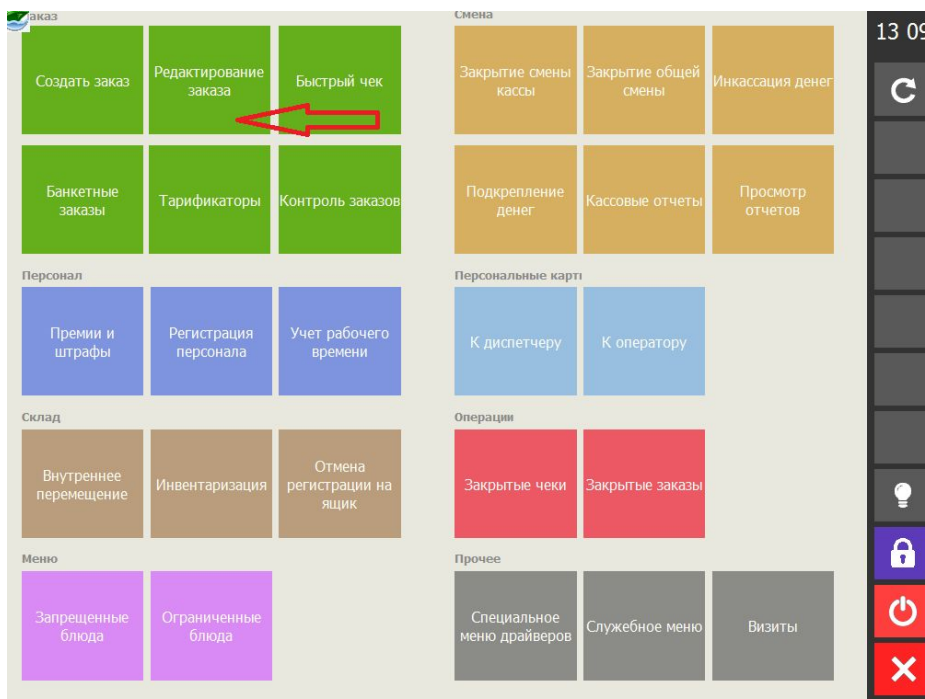 Заказ
Смена
13 09
Создать заказ
Редактирование
заказа
Быстрый чек
Закрытие смены
кассы
Закрытие общей
смены
Инкассация денег
Банкетные
заказы
Тарификаторы
Контроль заказов
Подкрепление
денег
Кассовые отчеты
Просмотр
отчетов
Персонал
Персональные карт
Премии и
штрафы
Регистрация
персонала
Учет рабочего
времени
К диспетчеру
К оператору
Склад
Операции
Внутреннее
перемещение
Инвентаризация
Отмена
регистрации на
ящик
Закрытые чеки
Закрытые заказы
Меню
Прочее
Запрещенные
блюда
Ограниченные
блюда
Специальное
меню драйверов
Служебное меню
Визиты